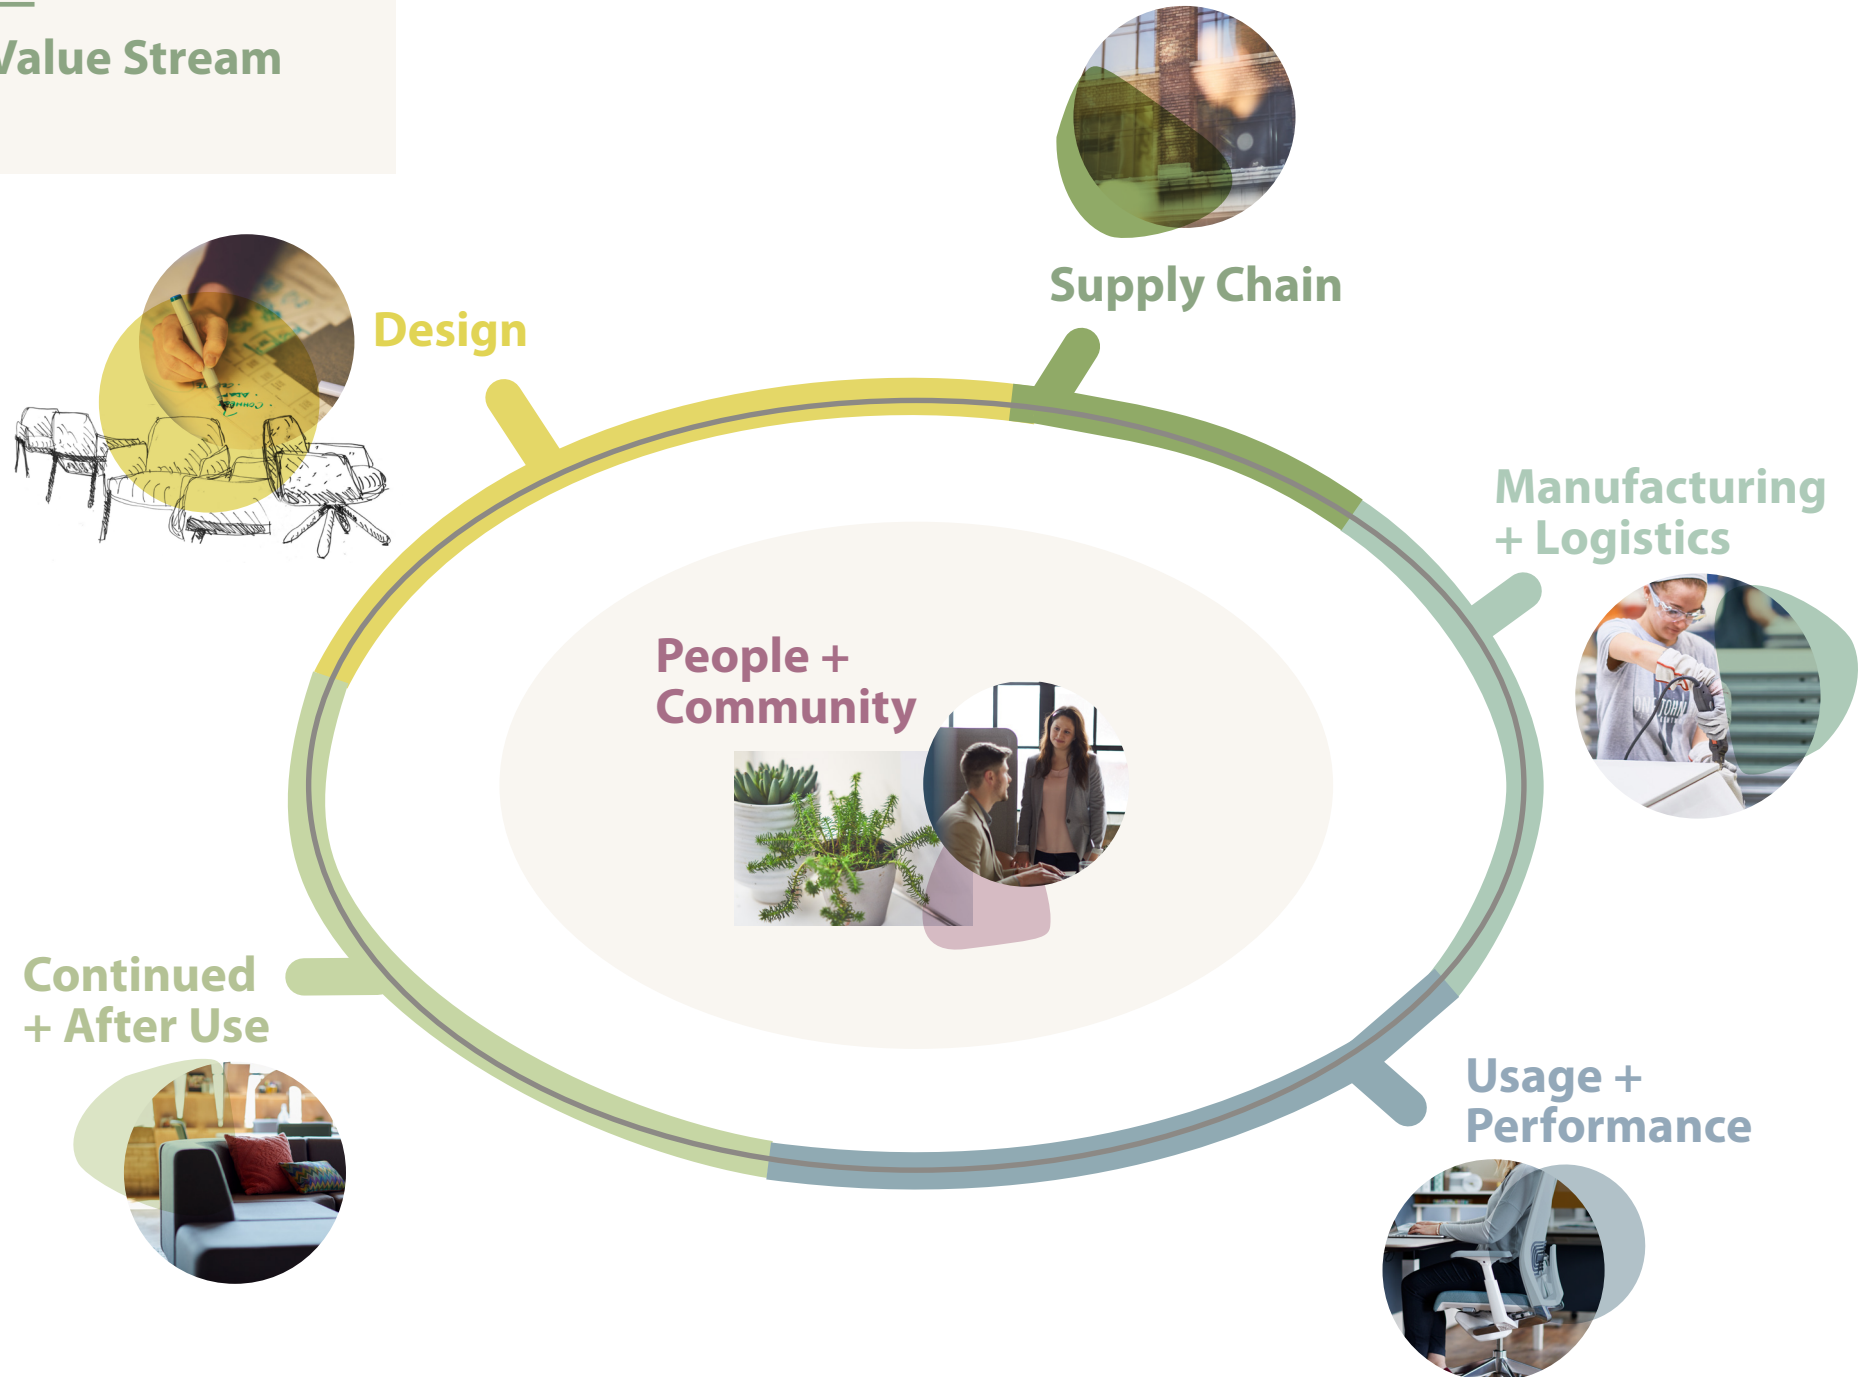 Value Stream
Supply Chain
Design
Manufacturing
+ Logistics
People +
Community
Continued
+ After Use
Usage +
Performance